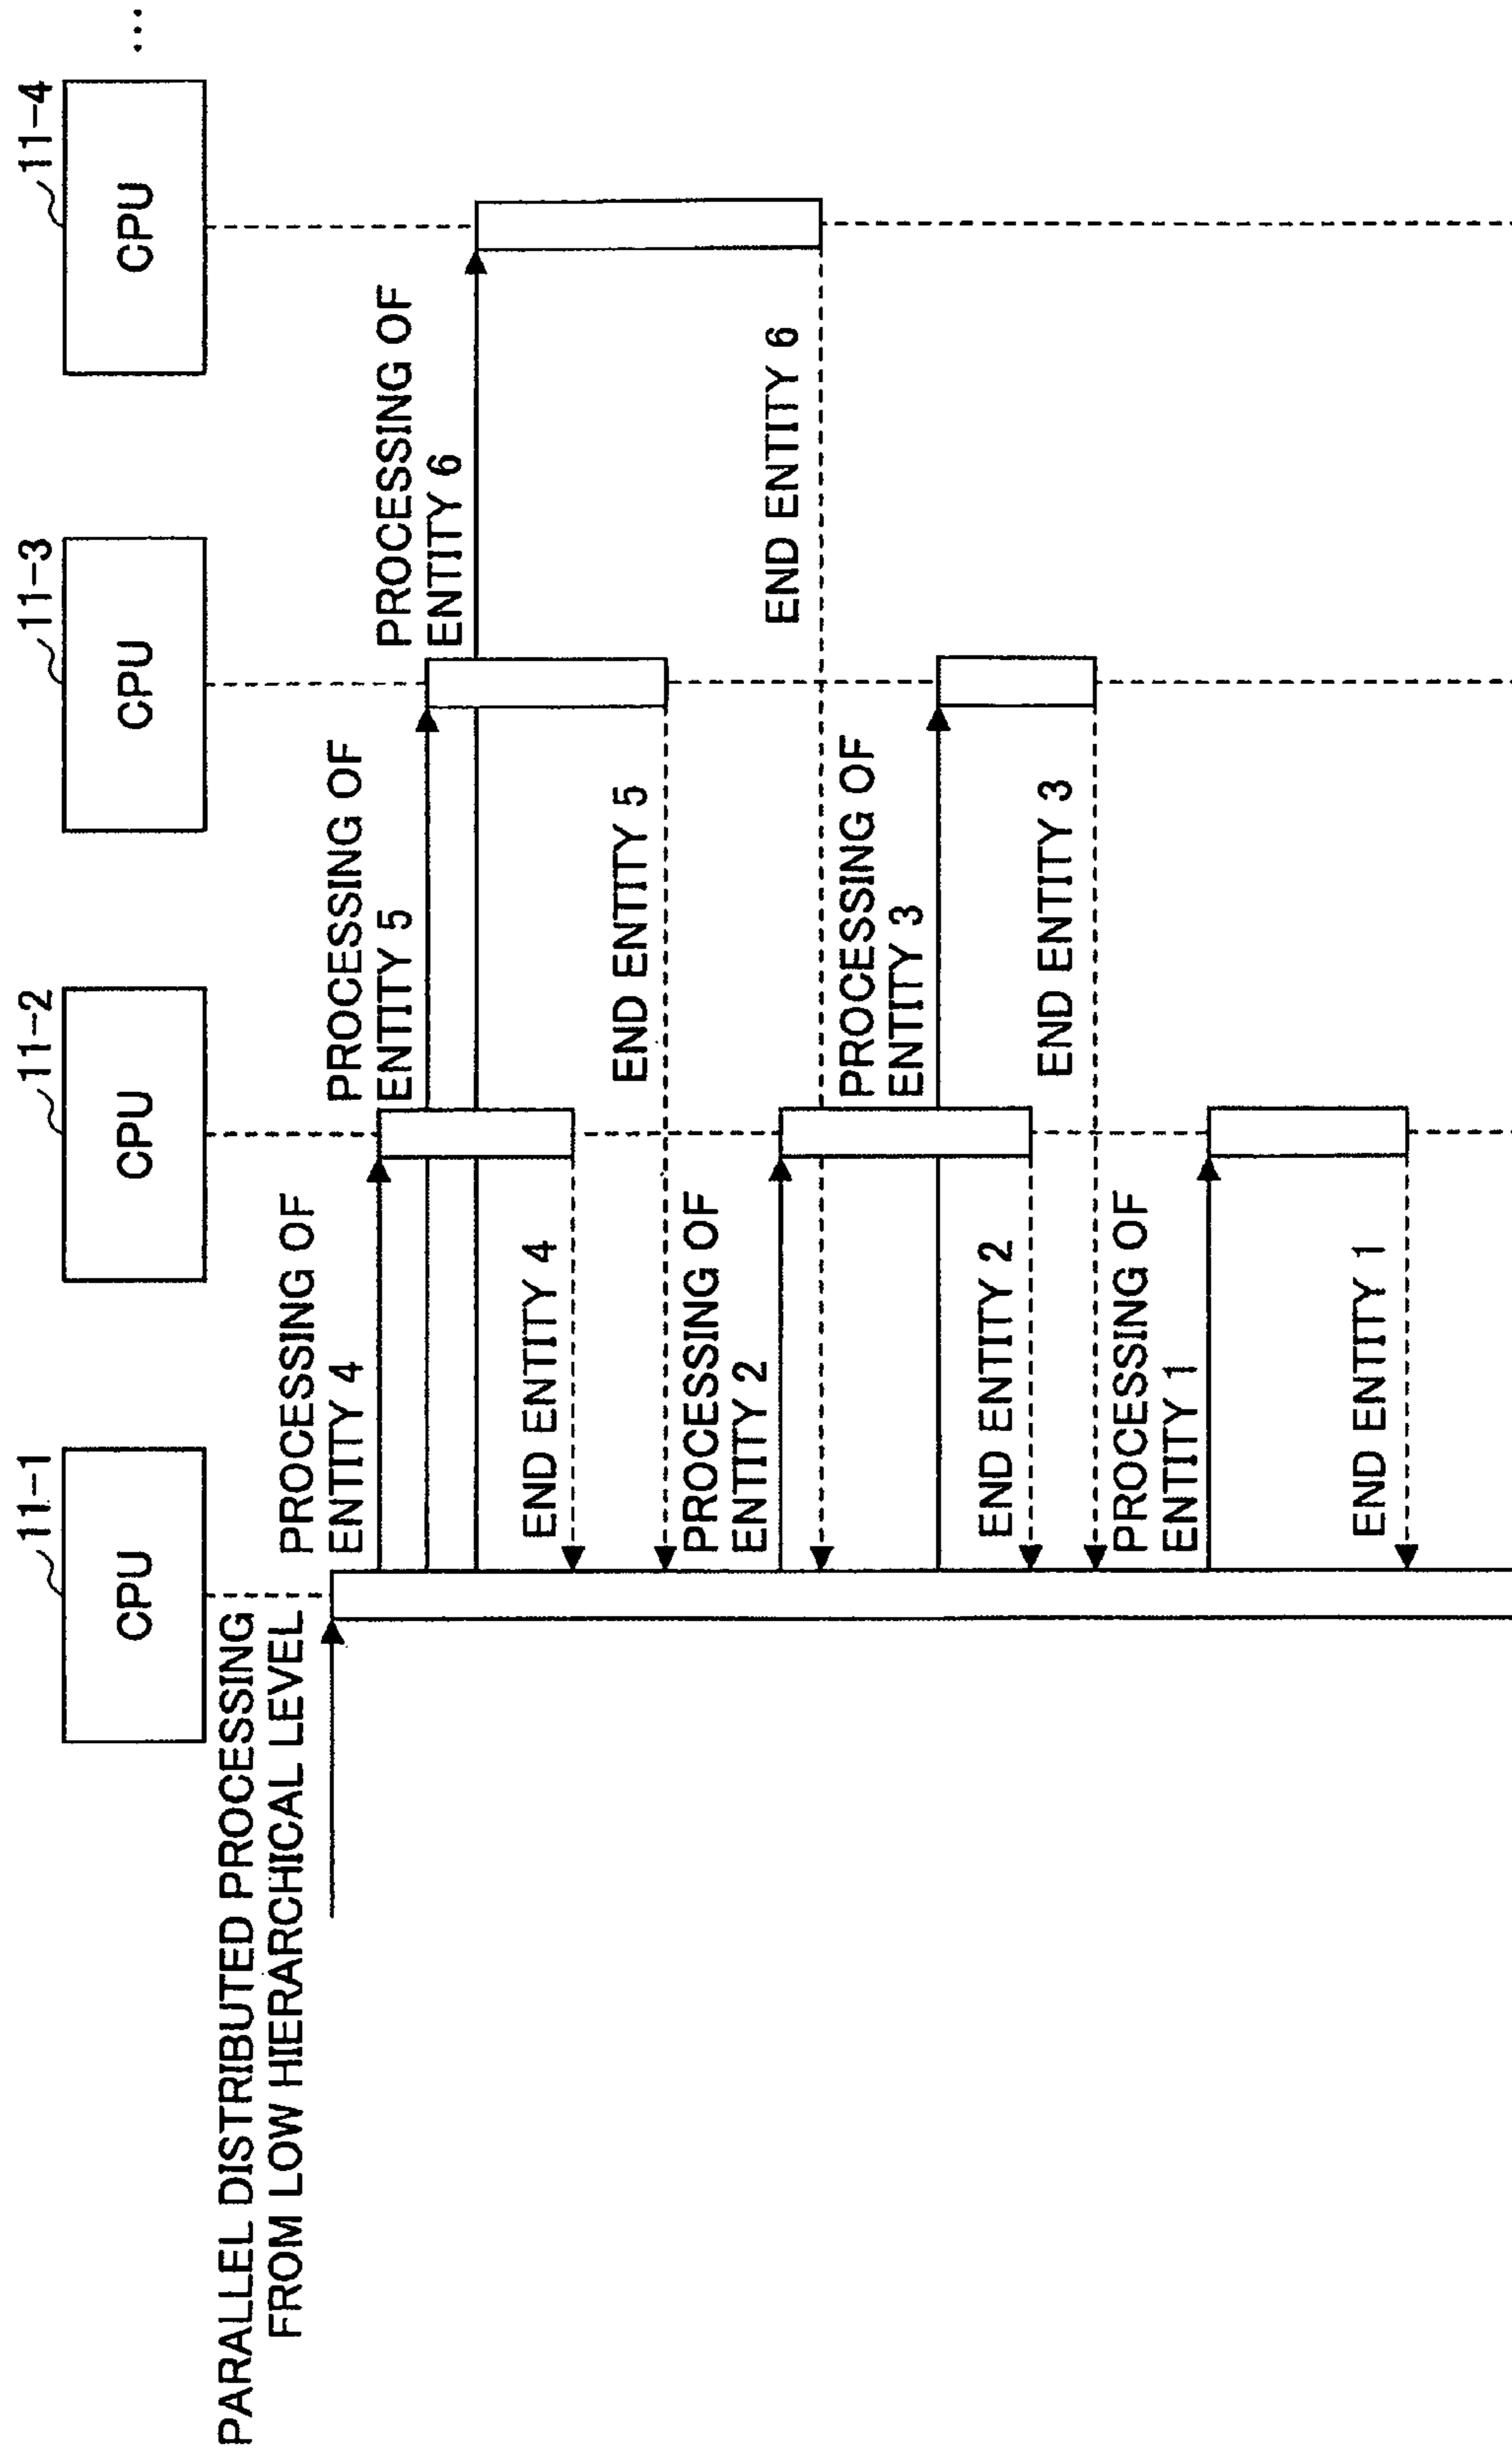 11-1
11-2
11-3
11-4
CPU
CPU
CPU
CPU
...
PARALLEL DISTRIBUTED PROCESSING
FROM LOW HIERARCHICAL LEVEL
PROCESSING OF
ENTITY 4
PROCESSING OF
ENTITY 5
PROCESSING OF
ENTITY 6
END ENTITY 4
END ENTITY 5
PROCESSING OF
ENTITY 2
END ENTITY 6
PROCESSING OF
ENTITY 3
END ENTITY 2
END ENTITY 3
PROCESSING OF
ENTITY 1
END ENTITY 1